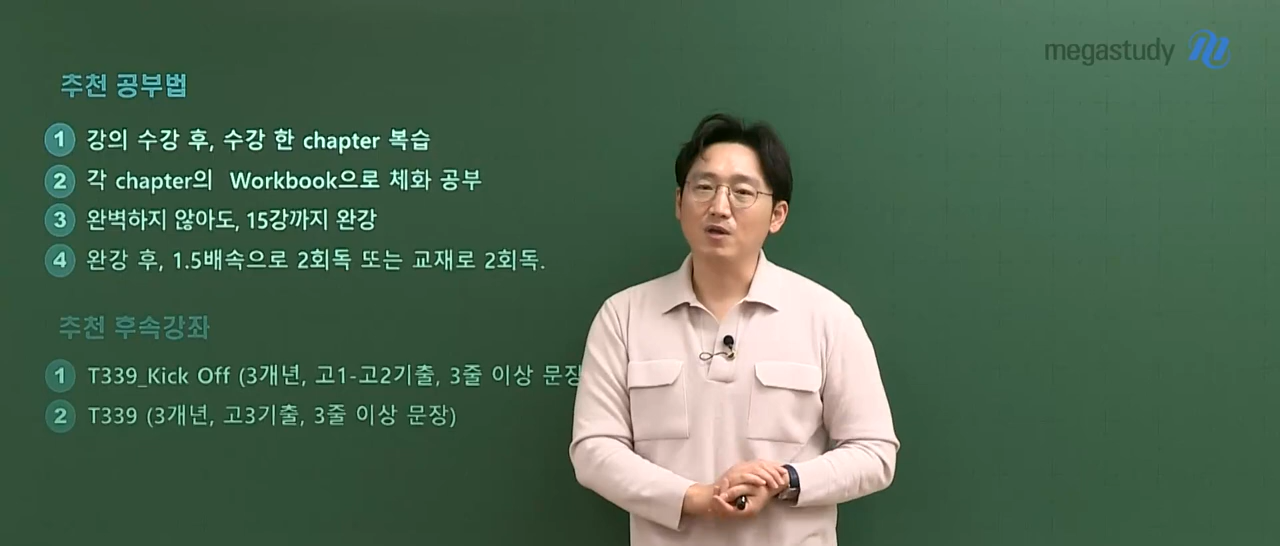 megastudy
추천 공부법
1 강의 수강 후, 수강 한 chapter 복습
2 각 chapter의 Workbook으로 체화 공부
3 완벽하지 않아도, 15강까지 완강
4 완강 후, 1.5배속으로 2회독 또는 교재로 2회독.
추천 후속강좌
1 T339_Kick Off (3개년, 고1-고2기출, 3줄 이상 문장
2 T339 (3개년, 고3기출, 3줄 이상 문장)